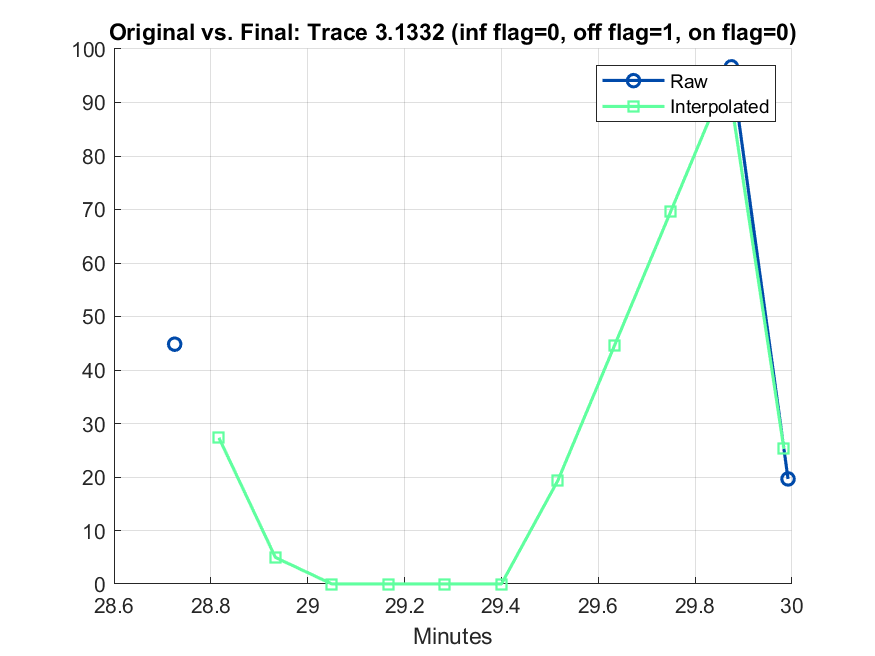 Original vs. Final: Trace 3.1332 (inf flag=0, off flag=1, on flag=0)
100
90
80
70
60
50
40
30
20
10
0
Raw
Interpolated
28.6 28.8 29 29.2 29.4 29.6 29.8 30
Minutes